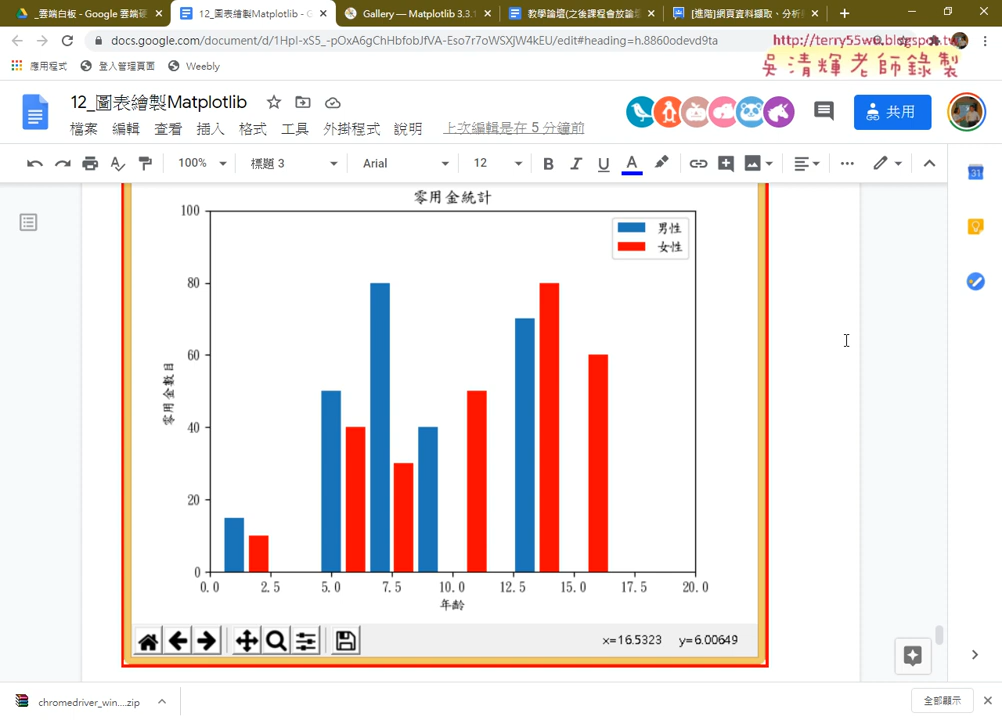 _雲端白板 - Google 雲端硬
12_圖表繪製Matplotlib - G
Gallery — Matplotlib 3.3.
教學論壇(之後課程會放論壇
[進階]網頁資料擷取、分析
docs.google.com/document/d/1HpI-xS5_-pOxA6gChHbfobJfVA-Eso7r7oWSXJW4kEU/edit#heading=h.8860odevd9ta
http://terry55wu.blogspot.tw
吳清輝老師錄製
應用程式
登入管理頁面
Weebly
12_圖表繪製Matplotlib
檔案 編輯 查看 插入 格式 工具 外掛程式 說明 上次編輯是在 5 分鐘前
共用
100% 標題 3 Arial 12 B I U A
31
零用金統計
男性
女性
100
80
60
40
20
0
零用金數目
0.0 2.5 5.0 7.5 10.0 12.5 15.0 17.5 20.0
年齡
x=16.5323 y=6.00649
chromedriver_win....zip
全部顯示